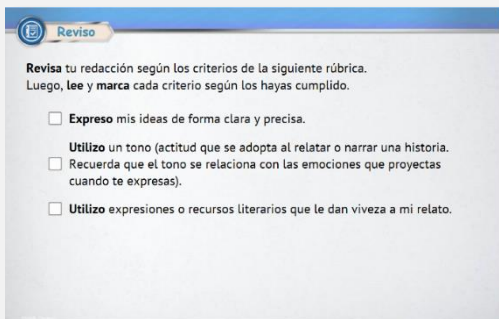 Reviso
Revisa tu redacción según los criterios de la siguiente rúbrica.
Luego, lee y marca cada criterio según los hayas cumplido.
Expreso mis ideas de forma clara y precisa.
Utilizo un tono (actitud que se adopta al relatar o narrar una historia.
Recuerda que el tono se relaciona con las emociones que proyectas
cuando te expresas).
Utilizo expresiones o recursos literarios que le dan viveza a mi relato.